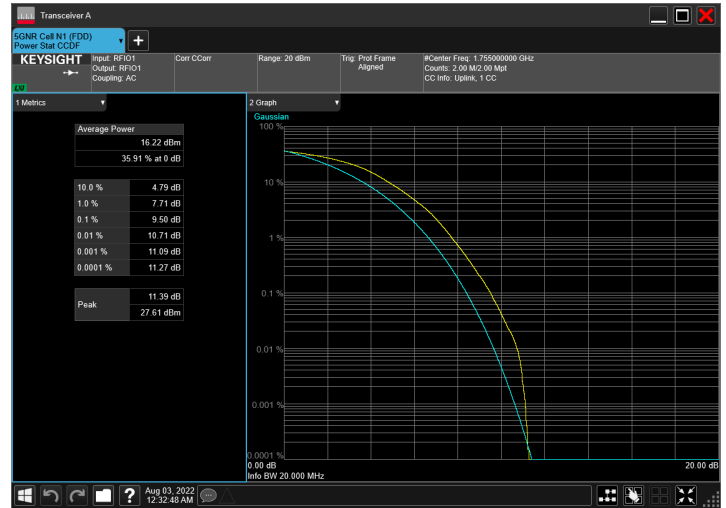 Transceiver A
5GNR Cell N1 (FDD)
Power Stat CCDF
KEYSIGHT
LXI
Input: RFIO1
Output: RFIO1
Coupling: AC
Corr CCorr
Range: 20 dBm
Trig: Prot Frame
Aligned
#Center Freq: 1.755000000 GHz
Counts: 2.00 M/2.00 Mpt
CC Info: Uplink, 1 CC
1 Metrics
Average Power
16.22 dBm
35.91 % at 0 dB
10.0 % 4.79 dB
1.0 % 7.71 dB
0.1 % 9.50 dB
0.01 % 10.71 dB
0.001 % 11.09 dB
0.0001 % 11.27 dB
Peak
11.39 dB
27.61 dBm
2 Graph
Gaussian
100 %
10 %
1 %
0.1 %
0.01 %
0.001 %
0.0001 %
0.00 dB 20.00 dB
Info BW 20.000 MHz
Aug 03, 2022
12:32:48 AM